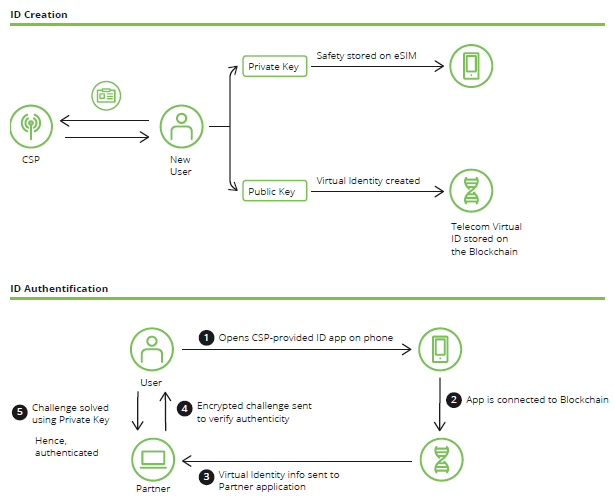 ID Creation
Private Key
Safety stored on eSIM
CSP
New
User
Public Key
Virtual Identity created
Telecom Virtual
ID stored on
the Blockchain
ID Authentification
1 Opens CSP-provided ID app on phone
User
2 App is connected to Blockchain
5 Challenge solved
using Private Key
Hence,
authenticated
4 Encrypted challenge sent
to verify authenticity
3 Virtual Identity info sent to
Partner application
Partner